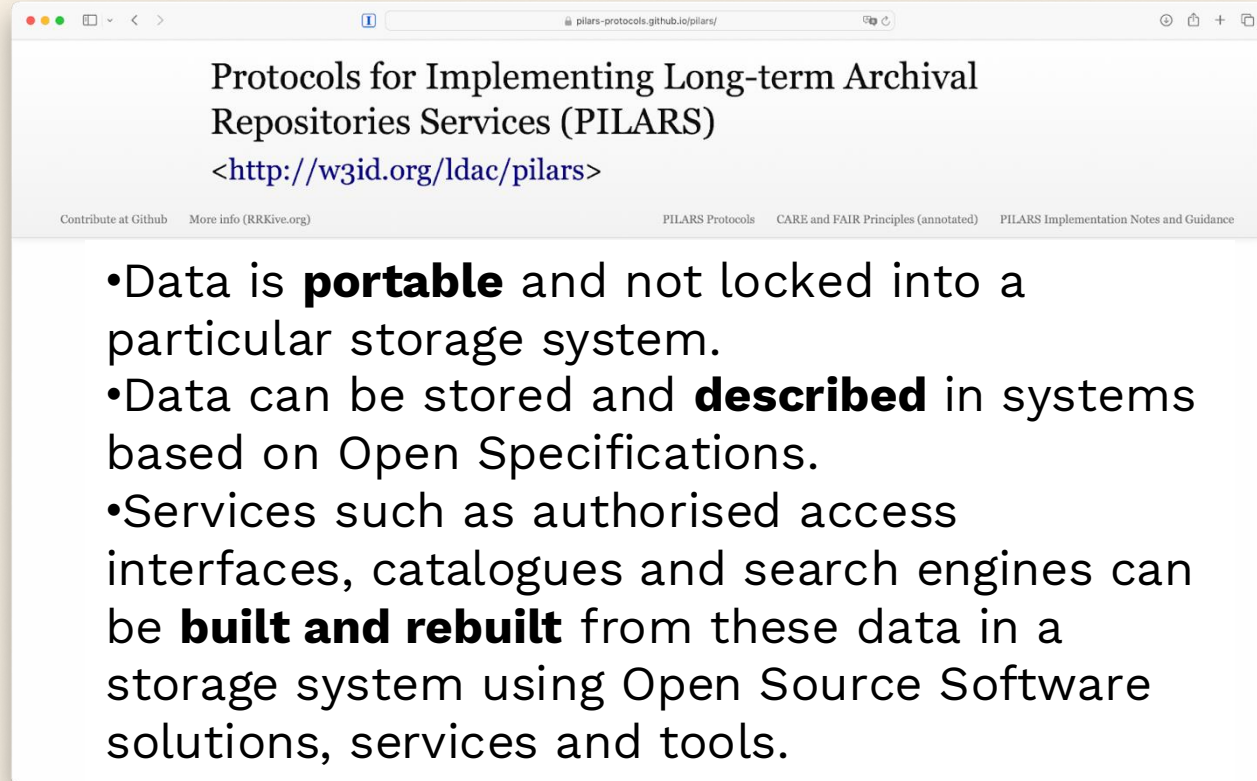 pilars-protocols.github.io/pilars/
Protocols for Implementing Long-term Archival
Repositories Services (PILARS)
<http://w3id.org/ldac/pilars>
Contribute at Github More info (RRKive.org) PILARS Protocols CARE and FAIR Principles (annotated) PILARS Implementation Notes and Guidance
•Data is portable and not locked into a
particular storage system.
•Data can be stored and described in systems
based on Open Specifications.
•Services such as authorised access
interfaces, catalogues and search engines can
be built and rebuilt from these data in a
storage system using Open Source Software
solutions, services and tools.